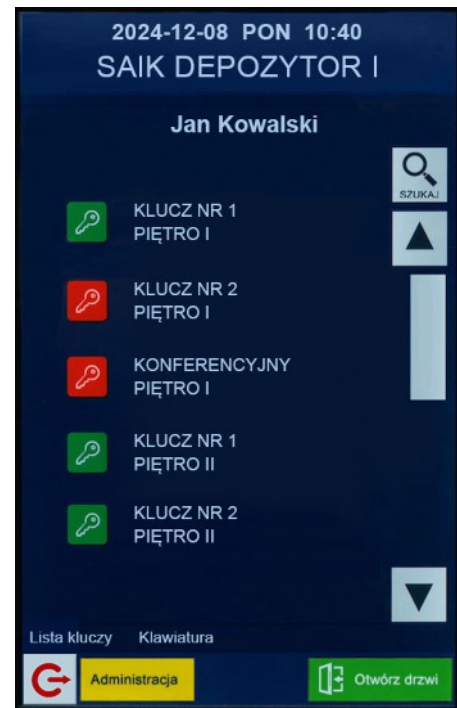 2024-12-08 PON 10:40
SAIK DEPOZYTOR I
Jan Kowalski
SZUKAJ
KLUCZ NR 1
PIĘTRO I
KLUCZ NR 2
PIĘTRO I
KONFERENCYJNY
PIĘTRO I
KLUCZ NR 1
PIĘTRO II
KLUCZ NR 2
PIĘTRO II
Lista kluczy Klawiatura
Administracja
Otwórz drzwi